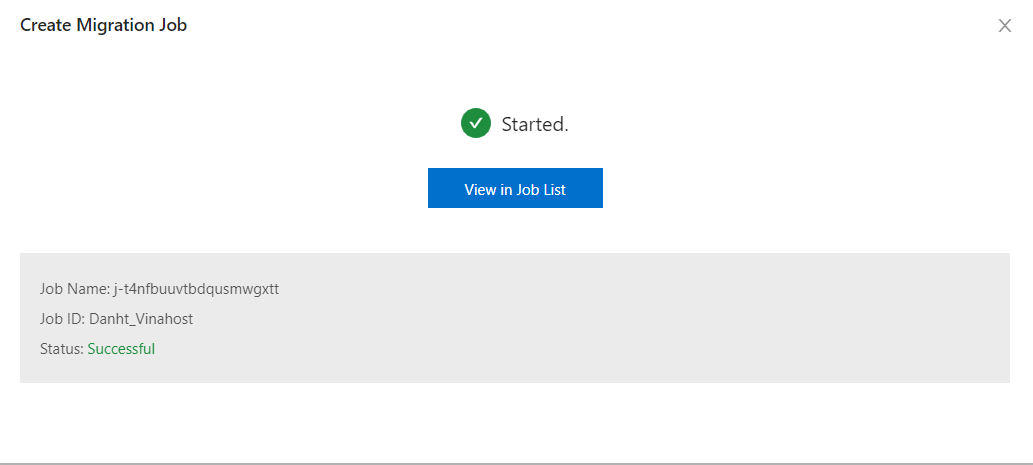 Create Migration Job
Started.
View in Job List
Job Name: j-t4nfbuuvtbdqusmwgxtt
Job ID: Danht_Vinahost
Status: Successful